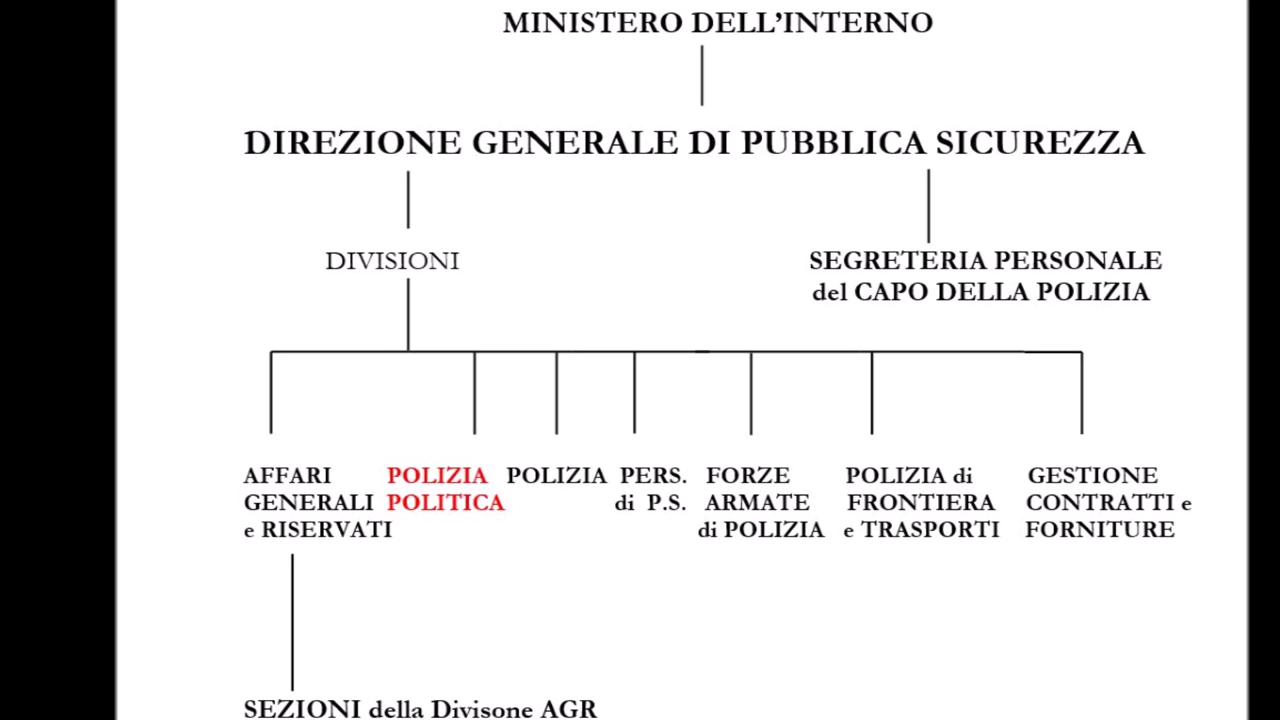 MINISTERO DELL’INTERNO
DIREZIONE GENERALE DI PUBBLICA SICUREZZA
DIVISIONI
SEGRETERIA PERSONALE
del CAPO DELLA POLIZIA
AFFARI
GENERALI
e RISERVATI
POLIZIA
POLITICA
POLIZIA
PERS.
di P.S.
FORZE
ARMATE
di POLIZIA
POLIZIA di
FRONTIERA
e TRASPORTI
GESTIONE
CONTRATTI e
FORNITURE
SEZIONI della Divisone AGR